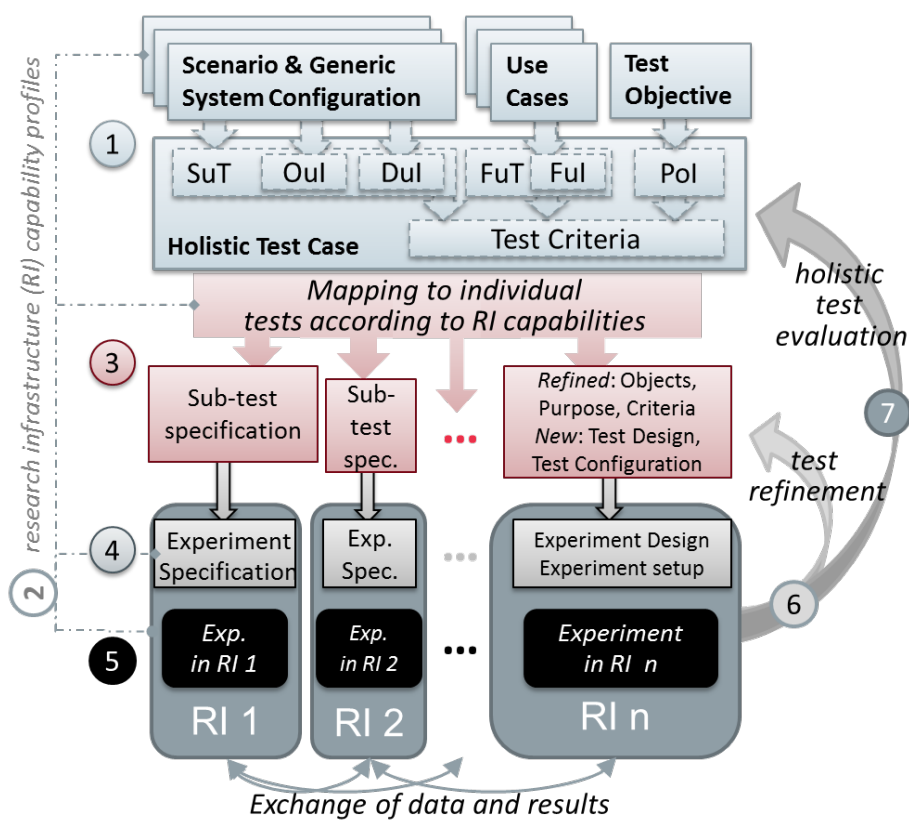 Scenario & Generic
System Configuration
Use
Cases
Test
Objective
1
SuT
OuI
DuI
FuT
FuI
PoI
Test Criteria
Holistic Test Case
Mapping to individual
tests according to RI capabilities
research infrastructure (RI) capability profiles
2
holistic
test
evaluation
3
Sub-test
specification
Sub-
test
spec.
...
Refined: Objects,
Purpose, Criteria
New: Test Design,
Test Configuration
7
test
refinement
4
Experiment
Specification
Exp.
Spec.
...
Experiment Design
Experiment setup
6
5
Exp.
in RI 1
Exp.
in RI 2
...
Experiment
in RI n
RI 1
RI 2
RI n
Exchange of data and results